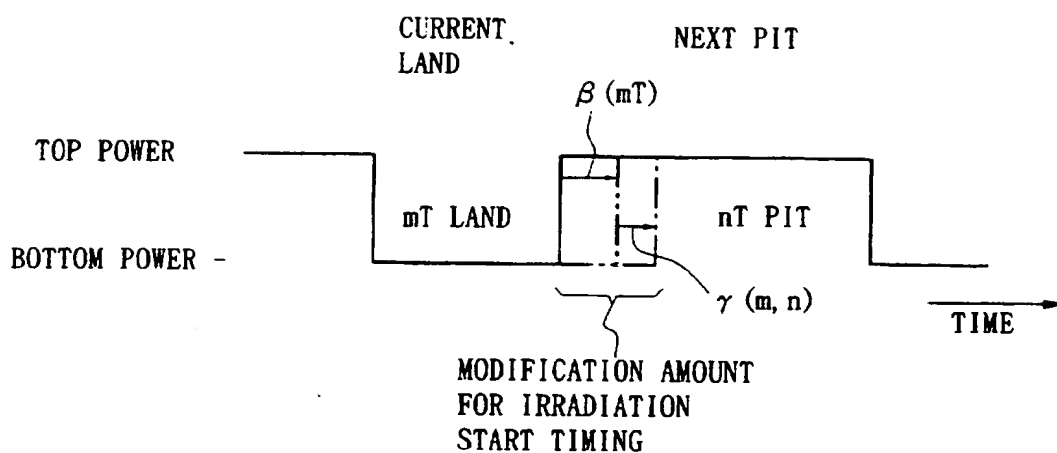 CURRENT.
LAND
NEXT PIT
β (mT)
TOP POWER
mT LAND
nT PIT
BOTTOM POWER -
γ (m, n)
TIME
MODIFICATION AMOUNT
FOR IRRADIATION
START TIMING